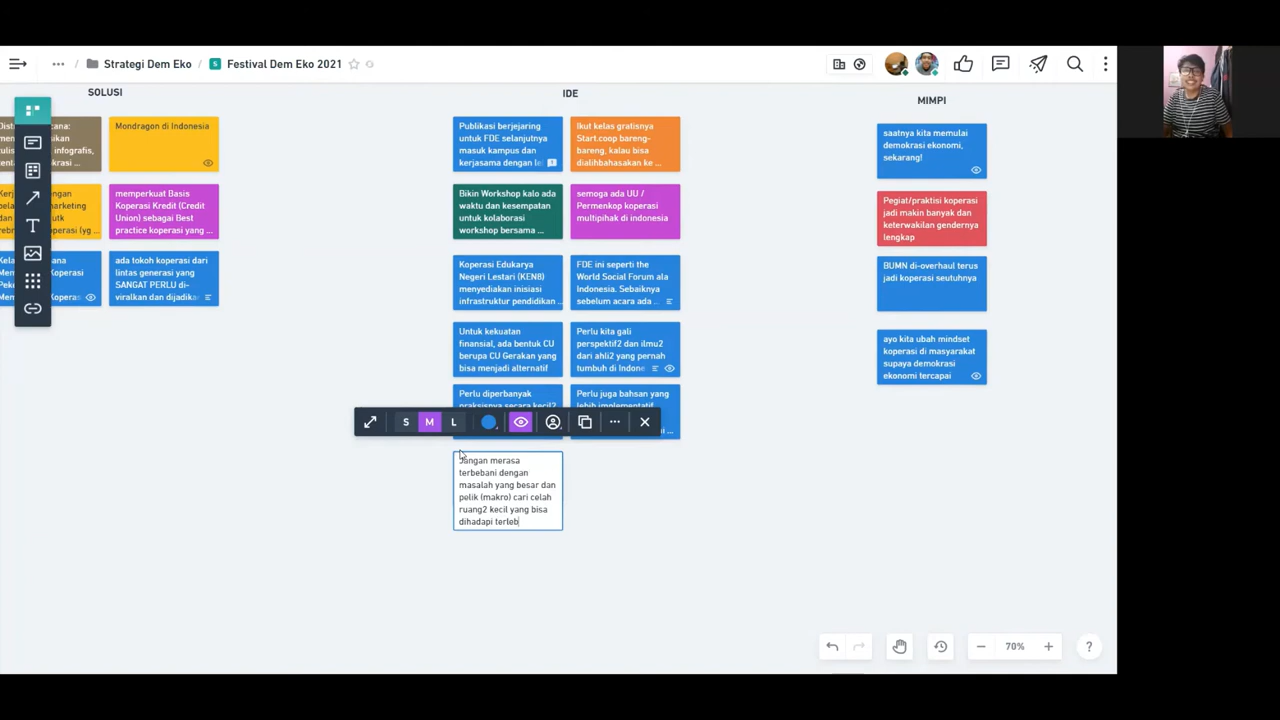 Strategi Dem Eko / Festival Dem Eko 2021
SOLUSI
IDE
MIMPI
Mondragon di Indonesia
memperkuat Basis
Koperasi Kredit (Credit
Union) sebagai Best
practice koperasi yang ...
ada tokoh koperasi dari
lintas generasi yang
SANGAT PERLU di-
viralkan dan dijadika
Publikasi berjejaring
untuk FDE selanjutnya
masuk kampus dan
kerjasama dengan le
Ikut kelas gratisnya
Start.coop bareng-
bareng, kalau bisa
dialihbahasakan ke ...
Bikin Workshop kalo ada
waktu dan kesempatan
untuk kolaborasi
workshop bersama ...
semoga ada UU /
Permenkop koperasi
multipihak di indonesia
Koperasi Edukarya
Negeri Lestari (KEN8)
menyediakan inisiasi
infrastruktur pendidikan ...
FDE ini seperti the
World Social Forum ala
Indonesia. Sebaiknya
sebelum acara ada ...
Untuk kekuatan
finansial, ada bentuk CU
berupa CU Gerakan yang
bisa menjadi alternatif
Perlu kita gali
perspektif2 dan ilmu2
dari ahli2 yang pernah
tumbuh di Indone
Perlu diperbanyak
praksisnya secara kecil2
Perlu juga bahsan yang
lebih implementatif
S M L
Jangan merasa
terbebani dengan
masalah yang besar dan
pelik (makro) cari celah
ruang2 kecil yang bisa
dihadapi terleb
saatnya kita memulai
demokrasi ekonomi,
sekarang!
Pegiat/praktisi koperasi
jadi makin banyak dan
keterwakilan gendernya
lengkap
BUMN di-overhaul terus
jadi koperasi seutuhnya
ayo kita ubah mindset
koperasi di masyarakat
supaya demokrasi
ekonomi tercapai
70%
?